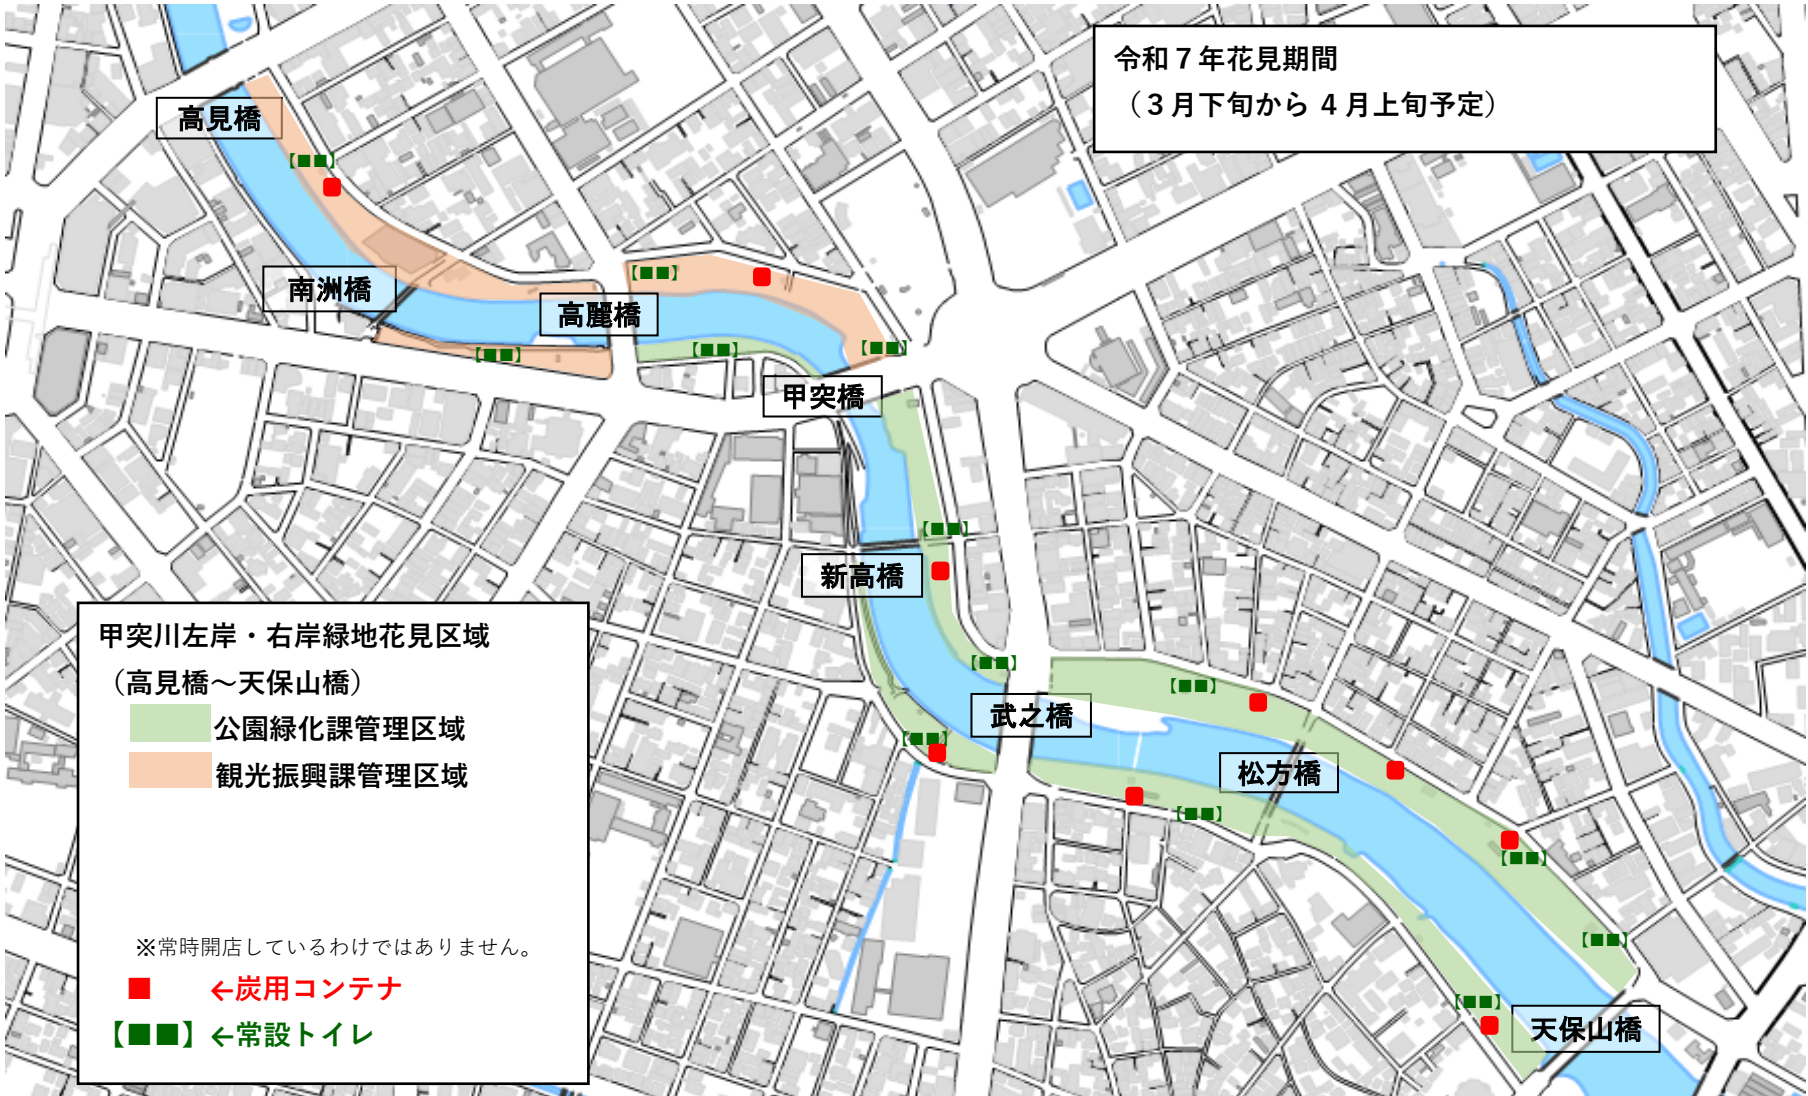 令和７年花見期間
（３月下旬から ４月上旬予定）
高見橋
【■■】
南洲橋
高麗橋
【■■】
【■■】
【■■】
【■■】
甲突橋
【■■】
新高橋
【■■】
【■■】
武之橋
【■■】
松方橋
【■■】
【■■】
【■■】
【■■】
天保山橋
甲突川左岸・右岸緑地花見区域
（高見橋～天保山橋）
公園緑化課管理区域
観光振興課管理区域
※常時開店しているわけではありません。
■ ←炭用コンテナ
【■■】←常設トイレ